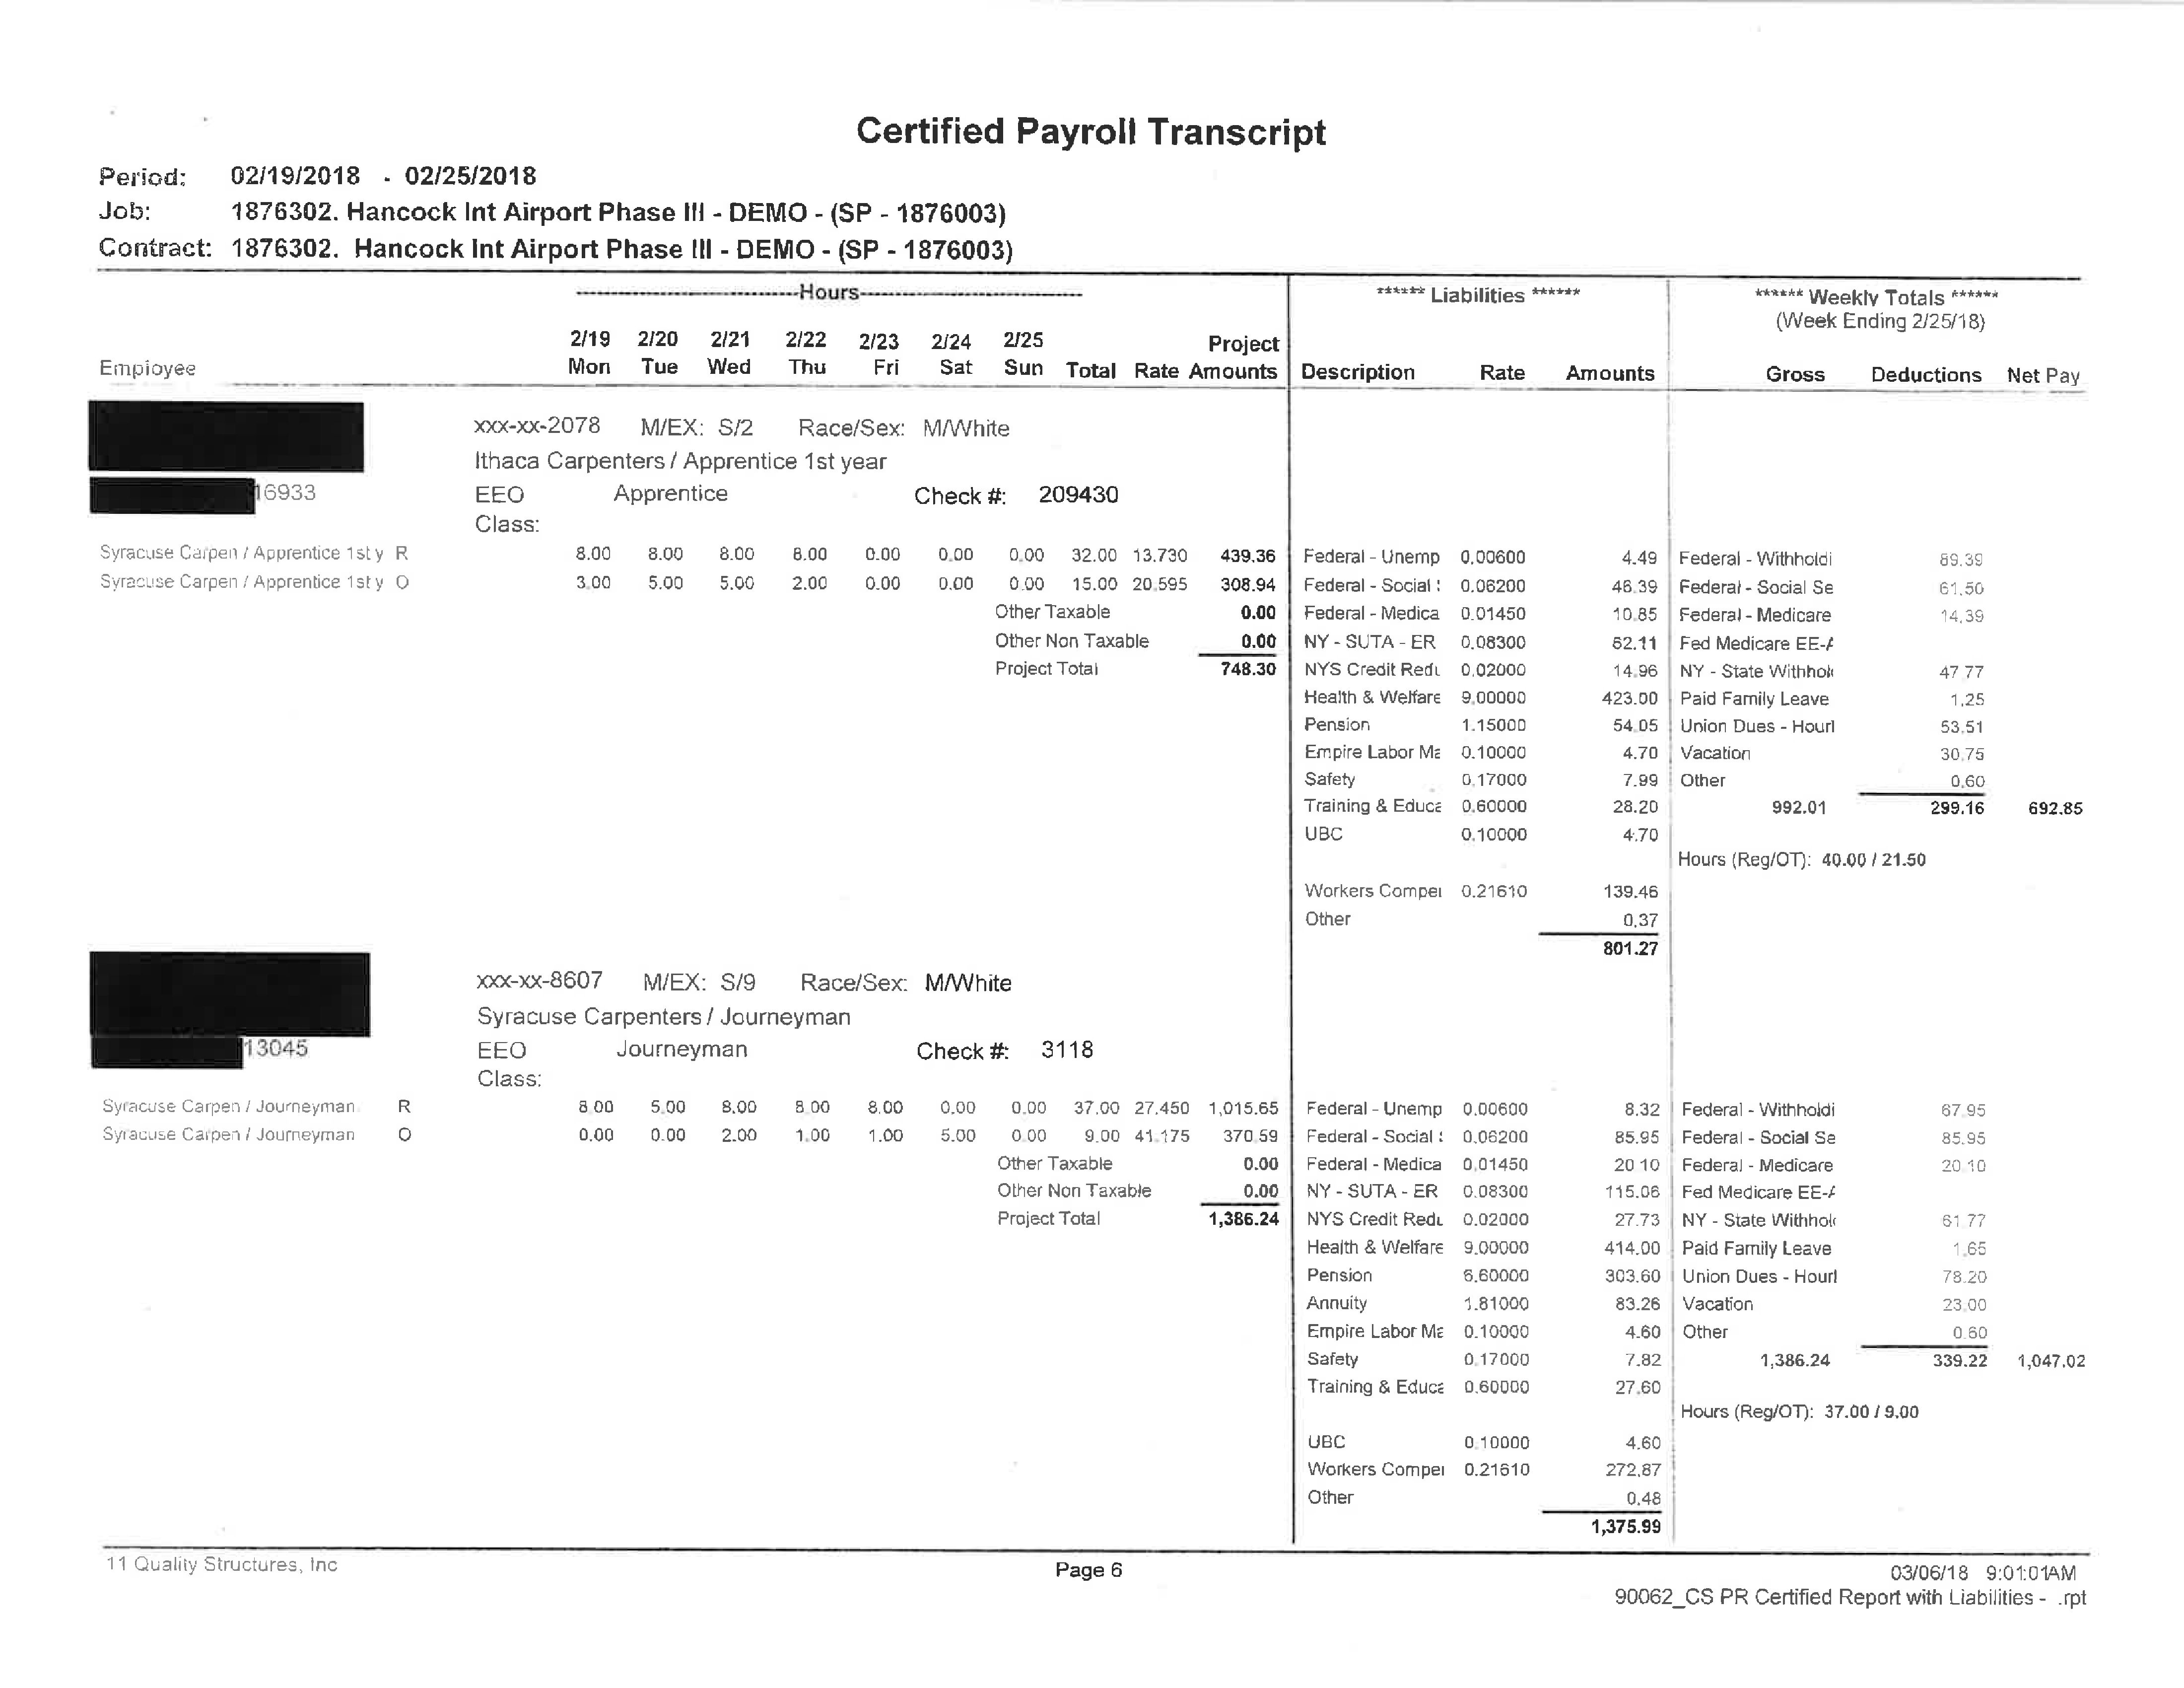 Certified Payroll Transcript
Period: 02/19/2018 - 02/25/2018
Job: 1876302. Hancock Int Airport Phase III - DEMO - (SP - 1876003)
Contract: 1876302. Hancock Int Airport Phase III - DEMO - (SP - 1876003)
Hours
****** Liabilities ******
****** Weekly Totals ******
(Week Ending 2/25/18)
2/19 2/20 2/21 2/22 2/23 2/24 2/25 Project
Employee Mon Tue Wed Thu Fri Sat Sun Total Rate Amounts Description Rate Amounts Gross Deductions Net Pay
xxx-xx-2078 M/EX: S/2 Race/Sex: M/White
Ithaca Carpenters / Apprentice 1st year
16933 EEO Apprentice Check #: 209430
Class:
Syracuse Carpen / Apprentice 1st y R 8.00 8.00 8.00 8.00 0.00 0.00 0.00 32.00 13.730 439.36 Federal - Unemp 0.00600 4.49 Federal - Withholdi 89.39
Syracuse Carpen / Apprentice 1st y O 3.00 5.00 5.00 2.00 0.00 0.00 0.00 15.00 20.595 308.94 Federal - Social : 0.06200 46.39 Federal - Social Se 61.50
Other Taxable 0.00 Federal - Medica 0.01450 10.85 Federal - Medicare 14.39
Other Non Taxable 0.00 NY - SUTA - ER 0.08300 62.11 Fed Medicare EE-A
Project Total 748.30 NYS Credit Redu 0.02000 14.96 NY - State Withhol 47.77
Health & Welfare 9.00000 423.00 Paid Family Leave 1.25
Pension 1.15000 54.05 Union Dues - Hourl 53.51
Empire Labor Ma 0.10000 4.70 Vacation 30.75
Safety 0.17000 7.99 Other 0.60
Training & Educa 0.60000 28.20 992.01 299.16 692.85
UBC 0.10000 4.70
Hours (Reg/OT): 40.00 / 21.50
Workers Compe 0.21610 139.46
Other 0.37
801.27
xxx-xx-8607 M/EX: S/9 Race/Sex: M/White
Syracuse Carpenters / Journeyman
13045 EEO Journeyman Check #: 3118
Class:
Syracuse Carpen / Journeyman R 8.00 5.00 8.00 8.00 8.00 0.00 0.00 37.00 27.450 1,015.65 Federal - Unemp 0.00600 8.32 Federal - Withholdi 67.95
Syracuse Carpen / Journeyman O 0.00 0.00 2.00 1.00 1.00 5.00 0.00 9.00 41.175 370.59 Federal - Social : 0.06200 85.95 Federal - Social Se 85.95
Other Taxable 0.00 Federal - Medica 0.01450 20.10 Federal - Medicare 20.10
Other Non Taxable 0.00 NY - SUTA - ER 0.08300 115.06 Fed Medicare EE-A
Project Total 1,386.24 NYS Credit Redu 0.02000 27.73 NY - State Withhol 61.77
Health & Welfare 9.00000 414.00 Paid Family Leave 1.65
Pension 6.60000 303.60 Union Dues - Hourl 78.20
Annuity 1.81000 83.26 Vacation 23.00
Empire Labor Ma 0.10000 4.60 Other 0.60
Safety 0.17000 7.82 1,386.24 339.22 1,047.02
Training & Educa 0.60000 27.60
Hours (Reg/OT): 37.00 / 9.00
UBC 0.10000 4.60
Workers Compe 0.21610 272.87
Other 0.48
1,375.99
11 Quality Structures, Inc Page 6 03/06/18 9:01:01AM
90062_CS PR Certified Report with Liabilities - .rpt